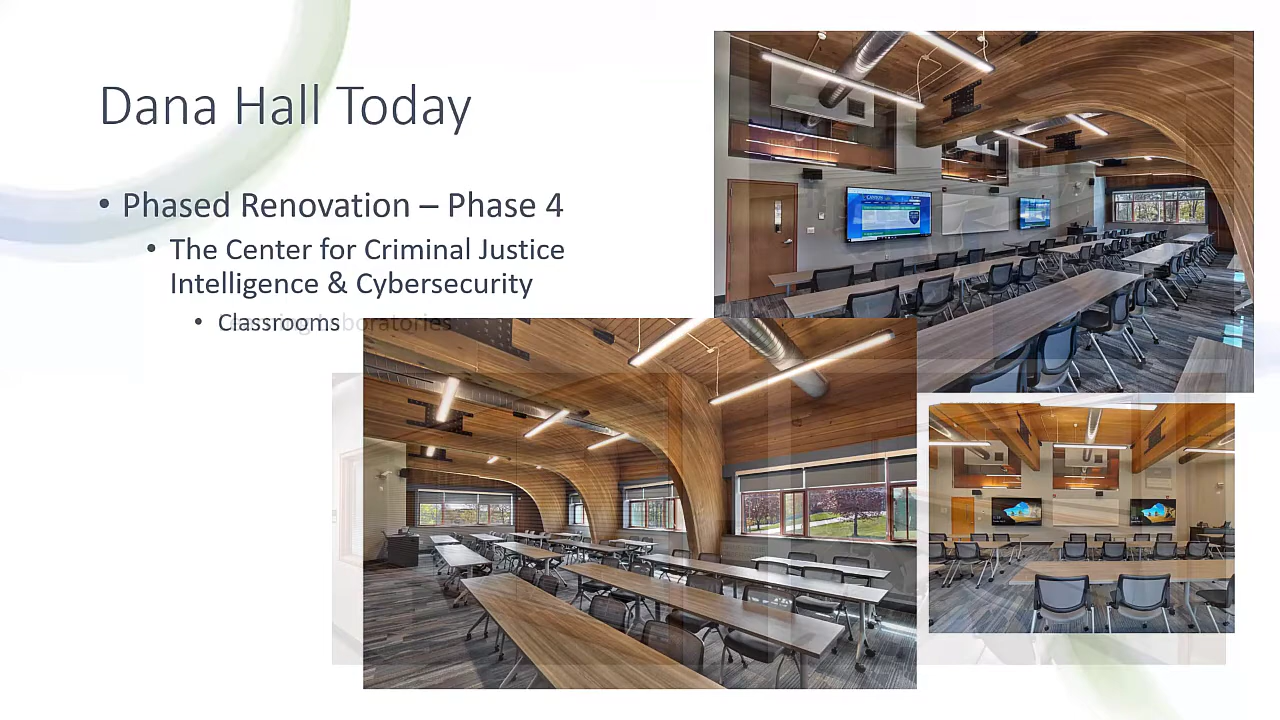 Dana Hall Today
• Phased Renovation – Phase 4
• The Center for Criminal Justice
Intelligence & Cybersecurity
• Classrooms